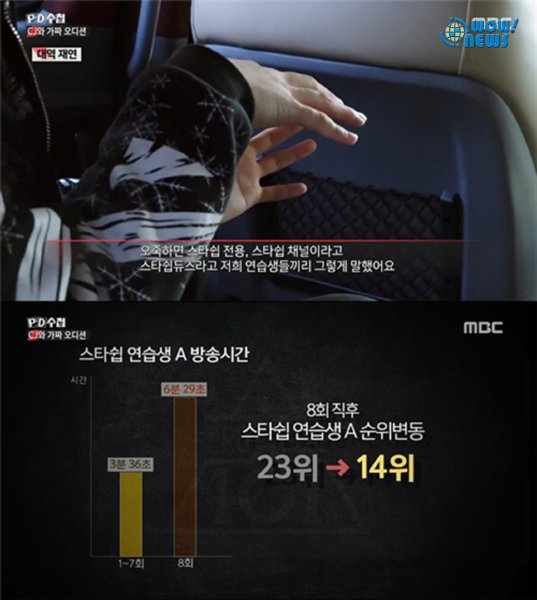 PD수첩
CJ와 가짜 오디션
대역 재연
MBC
wow!
NEWS
오죽하면 스타쉽 전용, 스타쉽 채널이라고
스타쉽듀스라고 저희 연습생들끼리 그렇게 말했어요
PD수첩
CJ와 가짜 오디션
MBC
스타쉽 연습생 A 방송시간
시간
6분 29초
3분 36초
1-7회
8회
8회 직후
스타쉽 연습생 A 순위변동
23위 → 14위